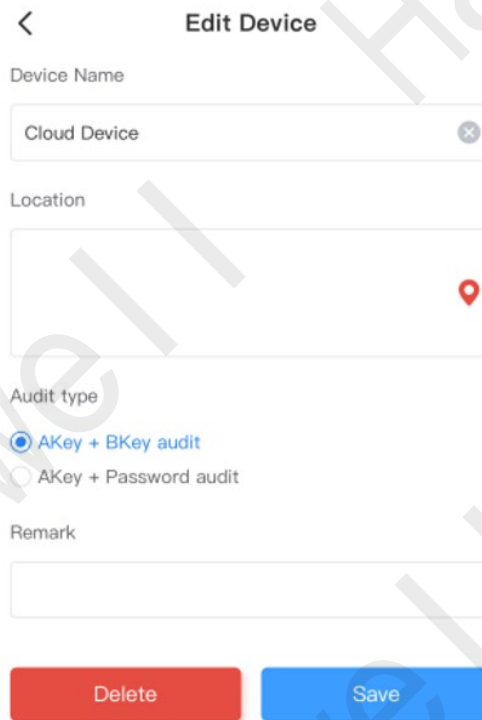 Edit Device
Device Name
Cloud Device
Location
Audit type
AKey + BKey audit
AKey + Password audit
Remark
Delete Save